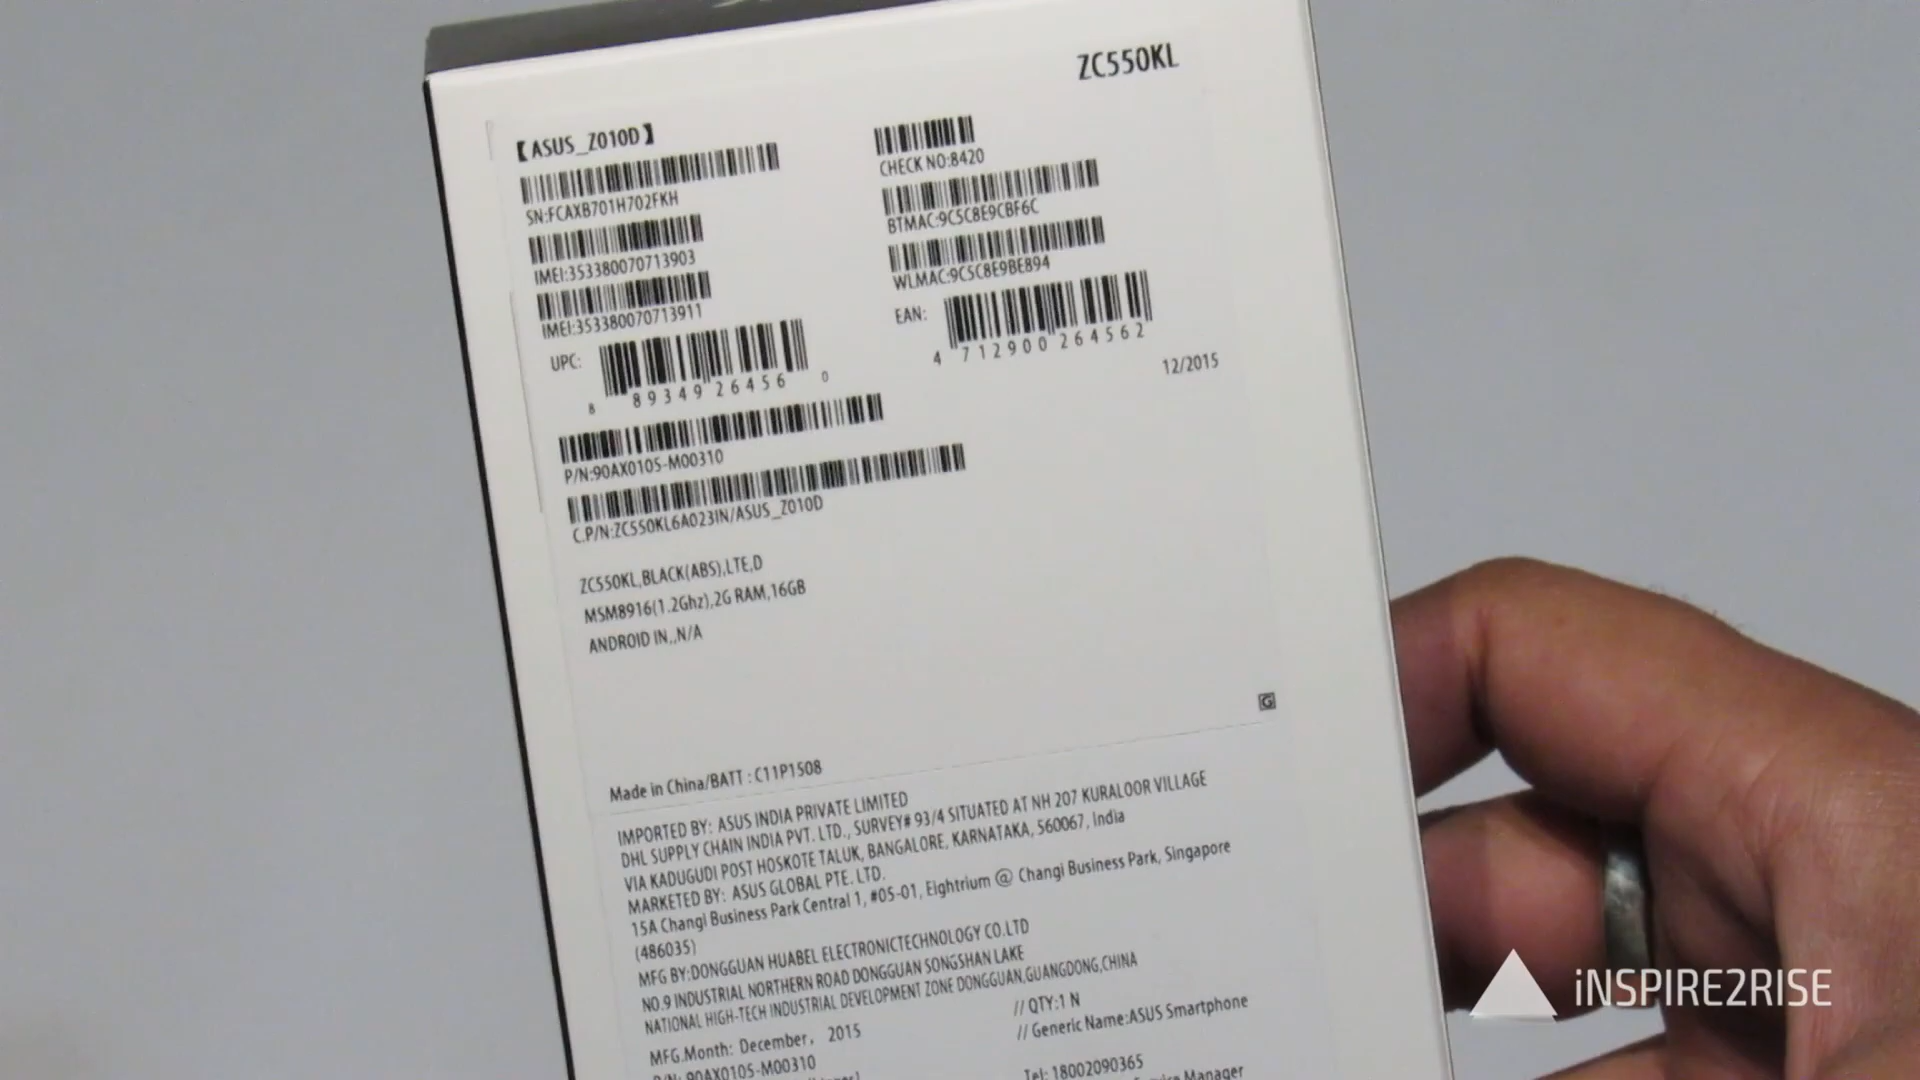 ZC550KL
【ASUS_Z010D】
SN:FCAXB701H702FKH
IMEI:353380070713903
IMEI:353380070713911
UPC:
8 89349 26456 0
CHECK NO:8420
BTMAC:9C5C8E9CBF6C
WLMAC:9C5C8E9BE894
EAN:
4 712900 264562
12/2015
P/N:90AX0105-M00310
C.P/N:ZC550KL6A023IN/ASUS_Z010D
ZC550KL,BLACK(ABS),LTE,D
MSM8916(1.2Ghz),2G RAM,16GB
ANDROID IN,,N/A
G
Made in China/BATT : C11P1508
IMPORTED BY: ASUS INDIA PRIVATE LIMITED
DHL SUPPLY CHAIN INDIA PVT. LTD., SURVEY# 93/4 SITUATED AT NH 207 KURALOOR VILLAGE
VIA KADUGUDI POST HOSKOTE TALUK, BANGALORE, KARNATAKA, 560067, India
MARKETED BY: ASUS GLOBAL PTE. LTD.
15A Changi Business Park Central 1, #05-01, Eightrium @ Changi Business Park, Singapore
(486035)
MFG BY:DONGGUAN HUABEL ELECTRONICTECHNOLOGY CO.LTD
NO.9 INDUSTRIAL NORTHERN ROAD DONGGUAN SONGSHAN LAKE
NATIONAL HIGH-TECH INDUSTRIAL DEVELOPMENT ZONE DONGGUAN,GUANGDONG,CHINA
// QTY:1 N
MFG.Month: December, 2015
// Generic Name:ASUS Smartphone
P/N: 90AX0105-M00310
Tel: 18002090365
Manager
iNSPIRE2RISE